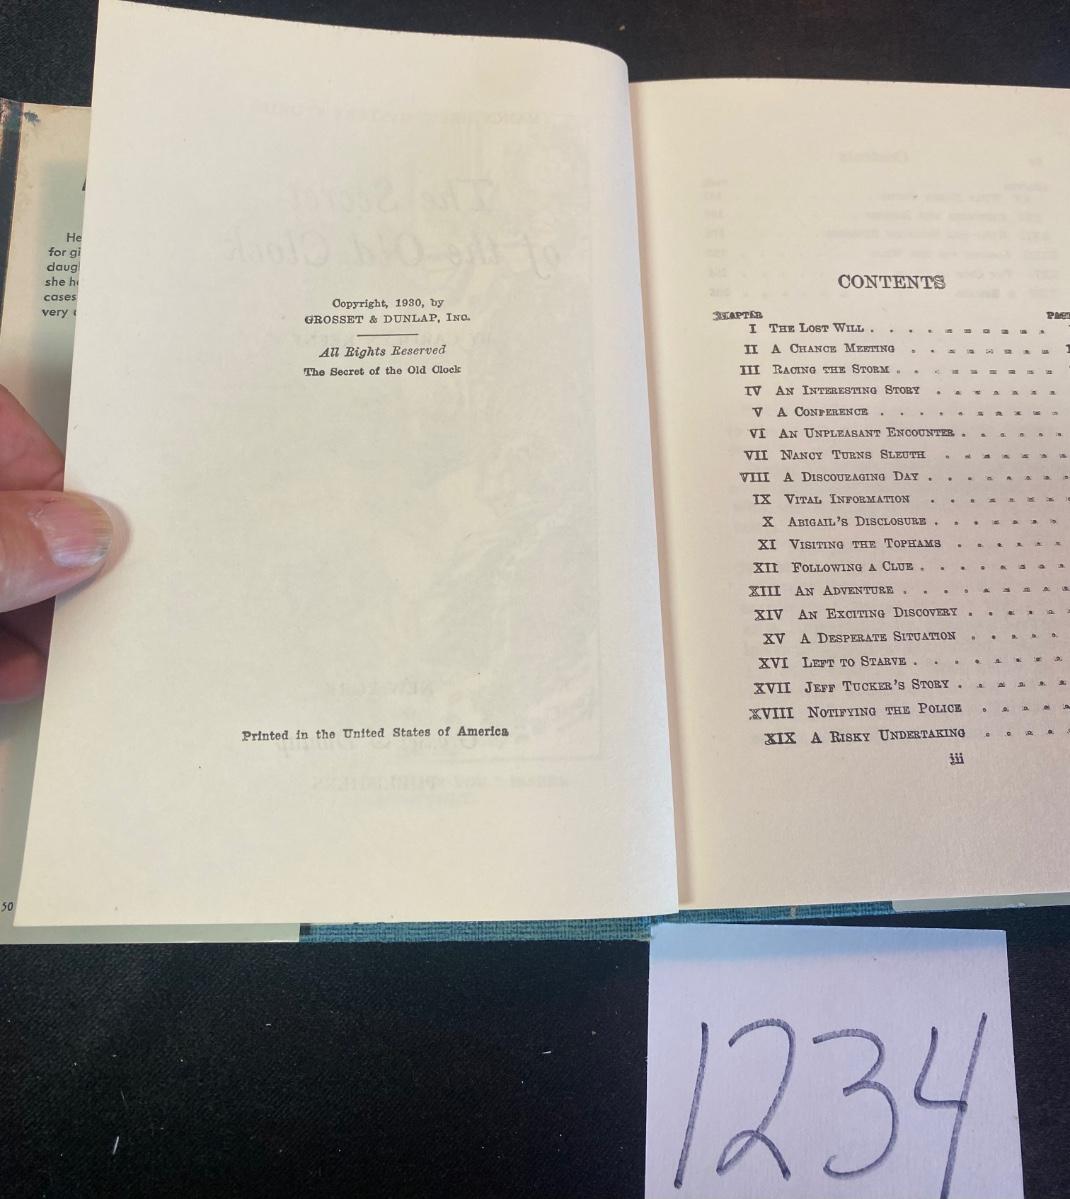 He
for gi
daug
she he
cases
very
50
Copyright, 1930, by
GROSSET & DUNLAP, INC.
All Rights Reserved
The Secret of the Old Clock
Printed in the United States of America
CONTENTS
CHAPTER PAGE
I THE LOST WILL . . . . . . . . .
II A CHANCE MEETING . . . . . . . .
III RACING THE STORM . . . . . . . .
IV AN INTERESTING STORY . . . . . . .
V A CONFERENCE . . . . . . . . .
VI AN UNPLEASANT ENCOUNTER . . . . . .
VII NANCY TURNS SLEUTH . . . . . . .
VIII A DISCOURAGING DAY . . . . . . .
IX VITAL INFORMATION . . . . . . .
X ABIGAIL'S DISCLOSURE . . . . . . .
XI VISITING THE TOPHAMS . . . . . .
XII FOLLOWING A CLUE . . . . . . . .
XIII AN ADVENTURE . . . . . . . .
XIV AN EXCITING DISCOVERY . . . . . .
XV A DESPERATE SITUATION . . . . . .
XVI LEFT TO STARVE . . . . . . . .
XVII JEFF TUCKER'S STORY . . . . . .
XVIII NOTIFYING THE POLICE . . . . .
XIX A RISKY UNDERTAKING . . . . .
iii
1234